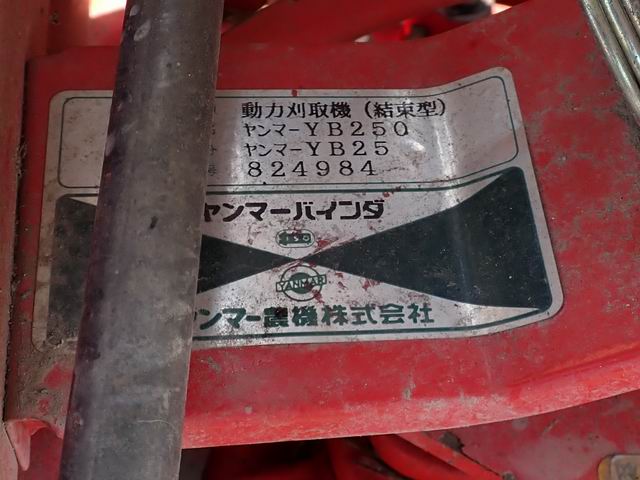 動力刈取機(結束型)
ヤンマーYB250
ヤンマーYB25
824984
ヤンマーバインダ
YANMAR
ヤンマー農機株式会社